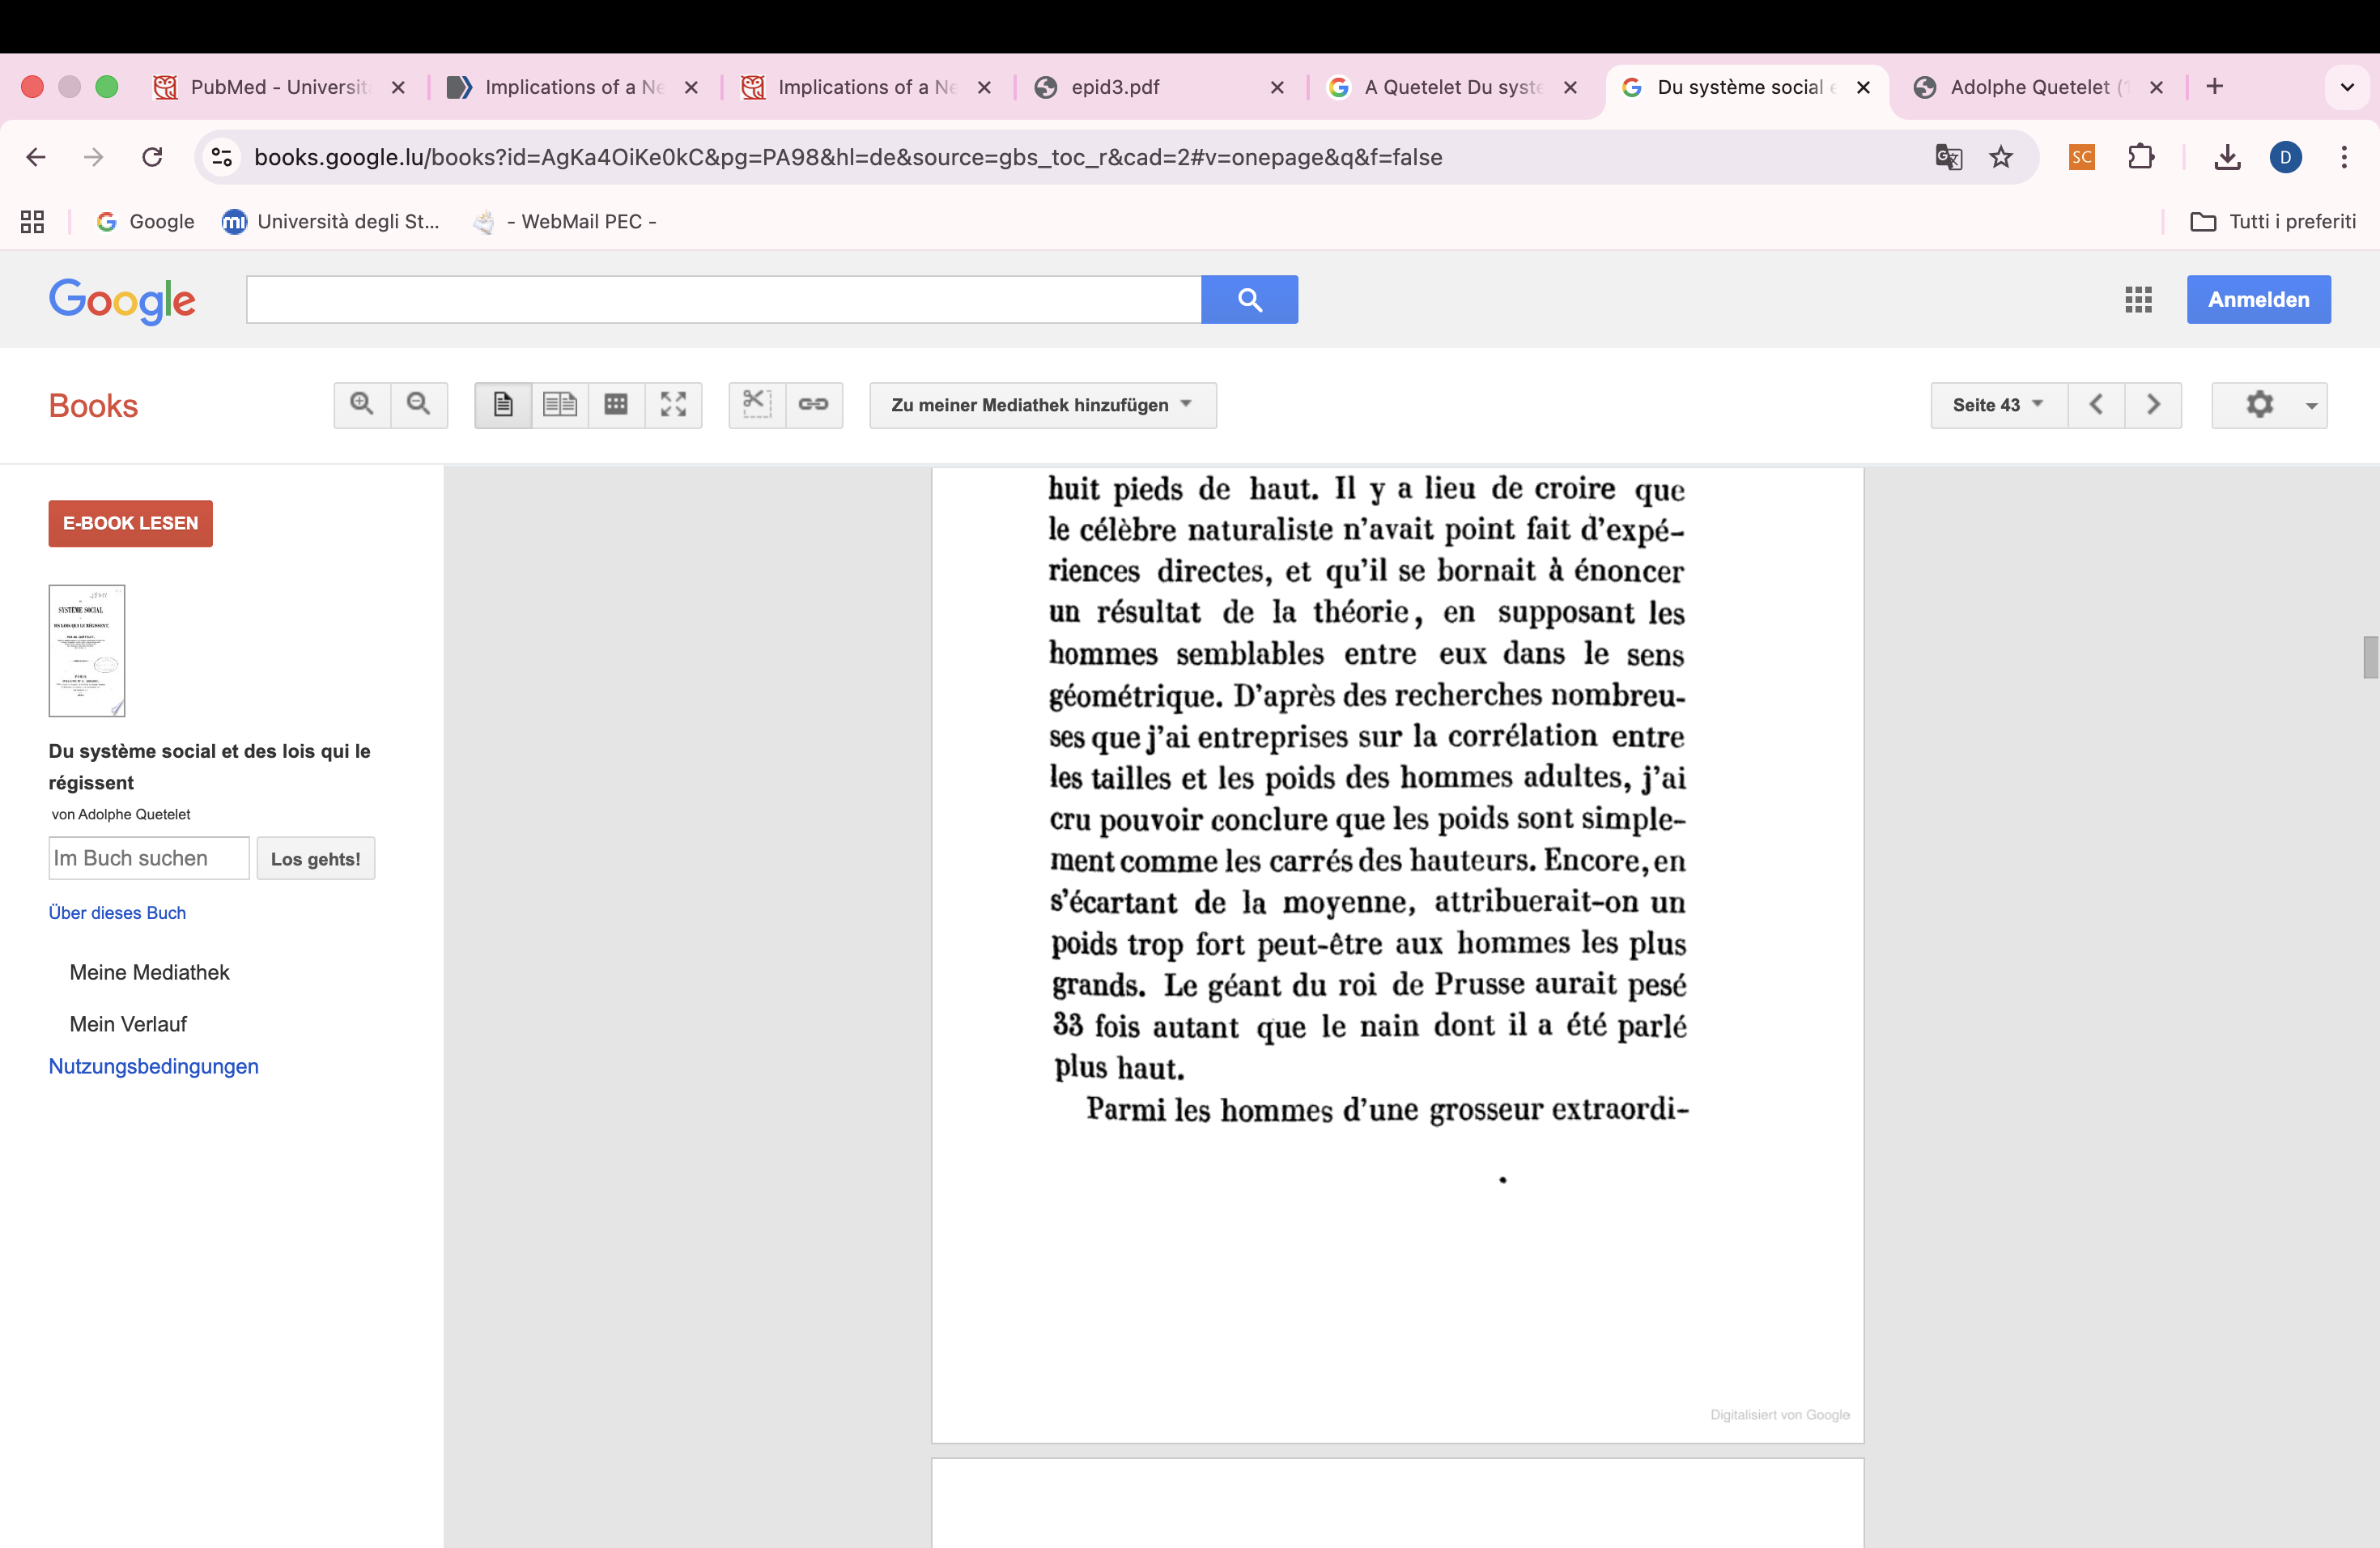 PubMed - Universit
Implications of a Ne
Implications of a Ne
epid3.pdf
A Quetelet Du syste
Du système social e
Adolphe Quetelet (1
books.google.lu/books?id=AgKa4OiKe0kC&pg=PA98&hl=de&source=gbs_toc_r&cad=2#v=onepage&q&f=false
SC
D
Google
Università degli St...
- WebMail PEC -
Tutti i preferiti
Google
Anmelden
Books
Zu meiner Mediathek hinzufügen
Seite 43
E-BOOK LESEN
SYSTÈME SOCIAL
Du système social et des lois qui le
régissent
von Adolphe Quetelet
Im Buch suchen
Los gehts!
Über dieses Buch
Meine Mediathek
Mein Verlauf
Nutzungsbedingungen
huit pieds de haut. Il y a lieu de croire que
le célèbre naturaliste n'avait point fait d'expé-
riences directes, et qu'il se bornait à énoncer
un résultat de la théorie, en supposant les
hommes semblables entre eux dans le sens
géométrique. D'après des recherches nombreu-
ses que j'ai entreprises sur la corrélation entre
les tailles et les poids des hommes adultes, j'ai
cru pouvoir conclure que les poids sont simple-
ment comme les carrés des hauteurs. Encore, en
s'écartant de la moyenne, attribuerait-on un
poids trop fort peut-être aux hommes les plus
grands. Le géant du roi de Prusse aurait pesé
33 fois autant que le nain dont il a été parlé
plus haut.
Parmi les hommes d'une grosseur extraordi-
Digitalisiert von Google